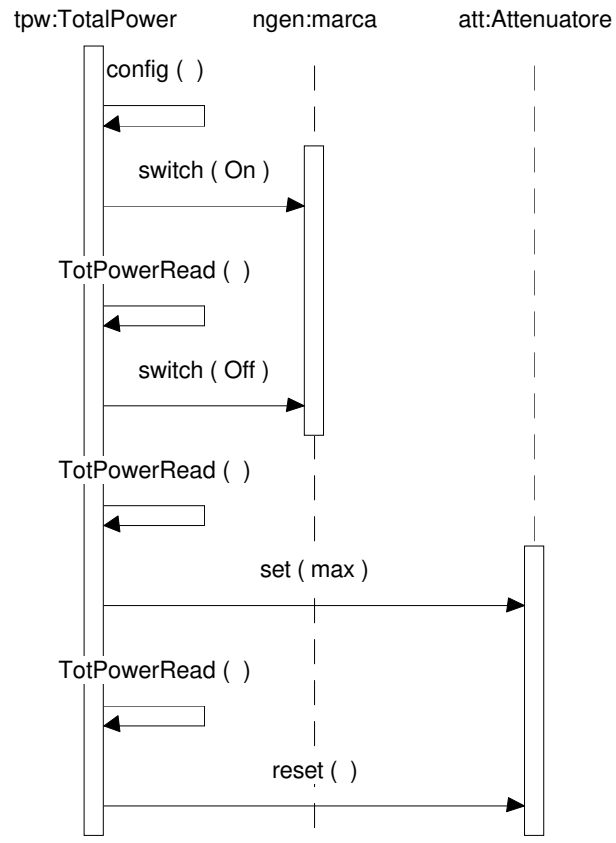 tpw:TotalPower ngen:marca att:Attenuatore
config ( )
switch ( On )
TotPowerRead ( )
switch ( Off )
TotPowerRead ( )
set ( max )
TotPowerRead ( )
reset ( )